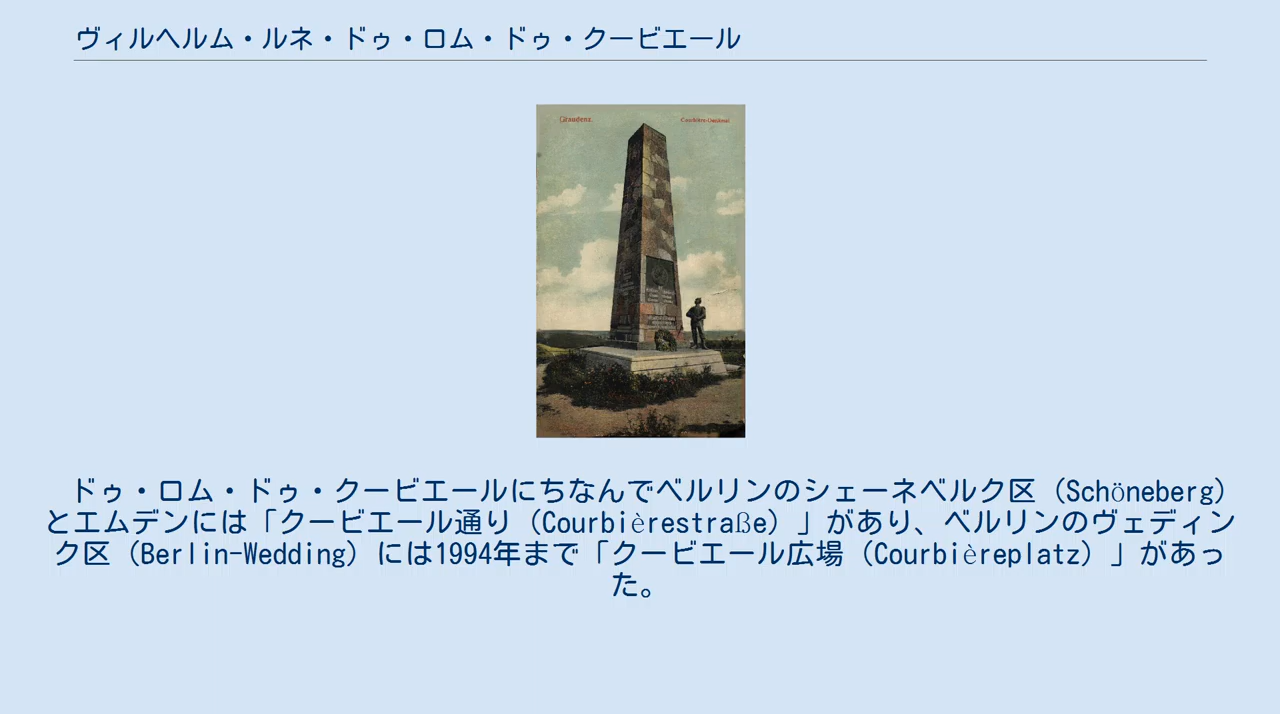 ヴィルヘルム・ルネ・ドゥ・ロム・ドゥ・クービエール
Graudenz.
ドゥ・ロム・ドゥ・クービエールにちなんでベルリンのシェーネベルク区（Schöneberg）
とエムデンには「クービエール通り（Courbièrestraße）」があり、ベルリンのヴェディン
ク区（Berlin-Wedding）には1994年まで「クービエール広場（Courbièreplatz）」があっ
た。